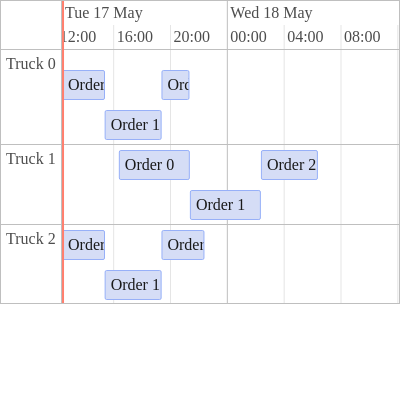 Tue 17 May Wed 18 May
12:00 16:00 20:00 00:00 04:00 08:00
Truck 0
Order Ord
Order 1
Truck 1
Order 0 Order 2
Order 1
Truck 2
Order Order
Order 1